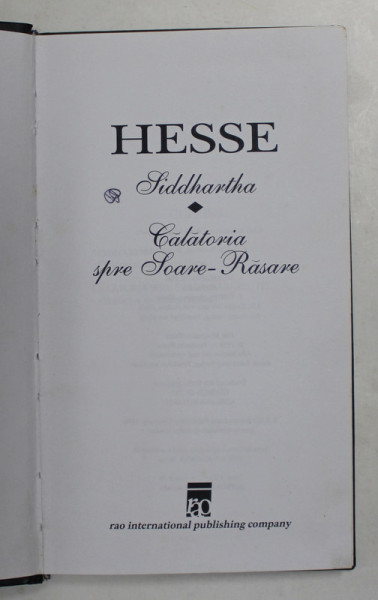 HESSE
Siddhartha
Călătoria
spre Soare-Răsare
rao
rao international publishing company